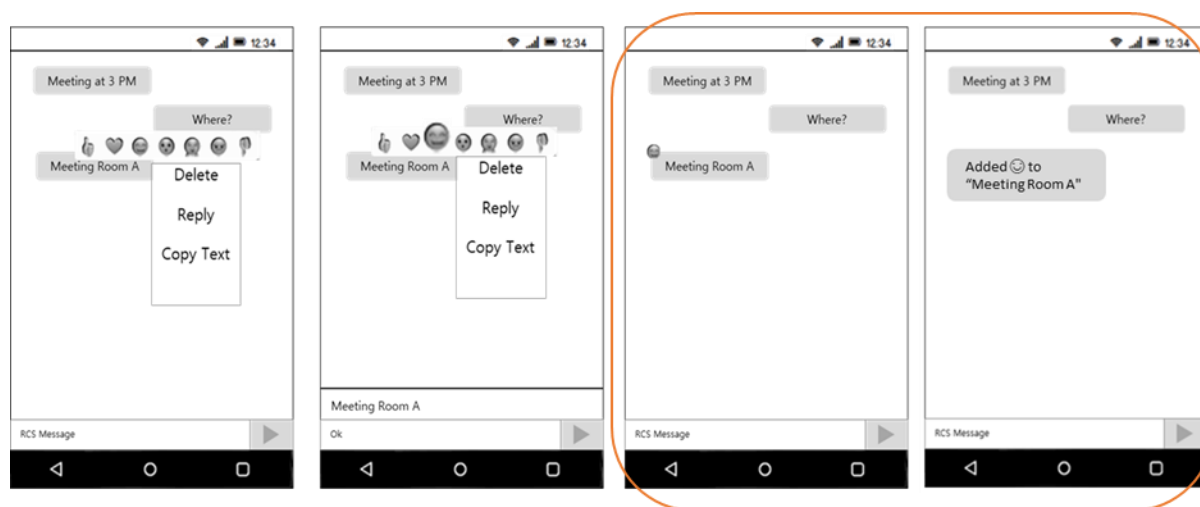 12:34
Meeting at 3 PM
Where?
Meeting Room A
Delete
Reply
Copy Text
RCS Message
12:34
Meeting at 3 PM
Where?
Meeting Room A
Delete
Reply
Copy Text
Meeting Room A
Ok
12:34
Meeting at 3 PM
Where?
Meeting Room A
RCS Message
12:34
Meeting at 3 PM
Where?
Added 😊 to
“Meeting Room A"
RCS Message